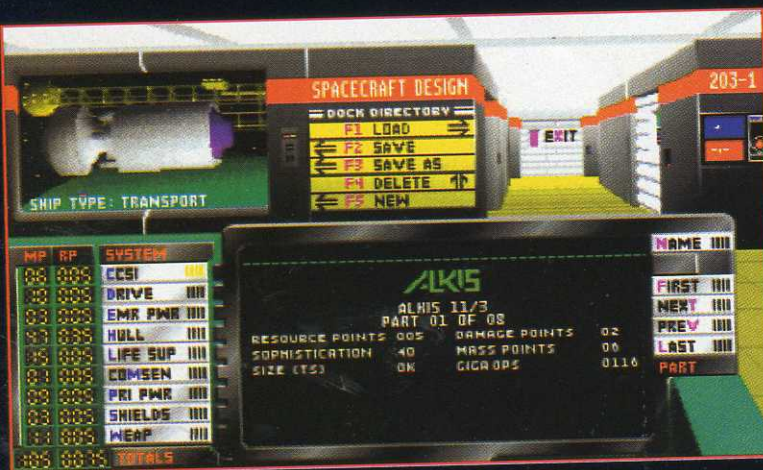 SPACECRAFT DESIGN
DOCK DIRECTORY
F1 LOAD
F2 SAVE
F3 SAVE AS
F4 DELETE
F5 NEW
EXIT
203-1
SHIP TYPE: TRANSPORT
MP RP SYSTEM
CCSI
DRIVE
EMR PWR
HULL
LIFE SUP
COMSEN
PRI PWR
SHIELDS
WEAP
TOTALS
ALKIS
ALKIS 11/3
PART 01 OF 08
RESOURCE POINTS 005 DAMAGE POINTS 02
SOPHISTICATION 40 MASS POINTS 06
SIZE (TS) OK GIGA OPS 0116
NAME
FIRST
NEXT
PREV
LAST
PART